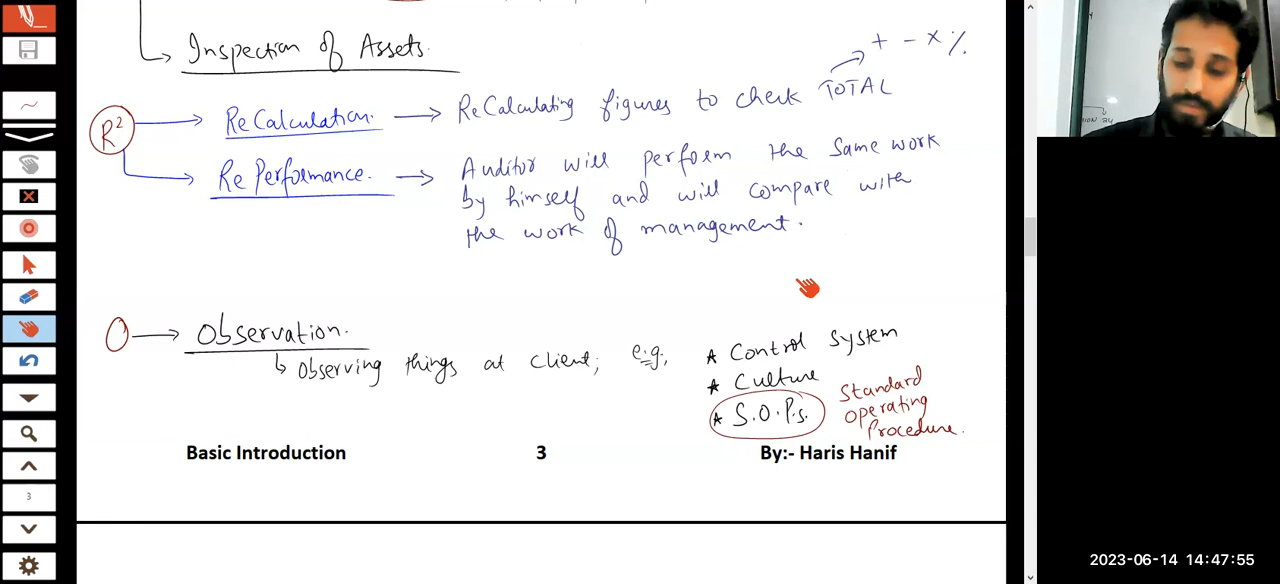 Inspection of Assets.
+ - × %
R² ReCalculation. → ReCalculating figures to check TOTAL
RePerformance. → Auditor will perform the same work
by himself and will compare with
the work of management.
O → Observation.
↳ Observing things at client; e.g; ★ Control System
★ Culture
★ S.O.P.s. Standard
Operating
Procedure.
Basic Introduction 3 By:- Haris Hanif
3
2023-06-14 14:47:55